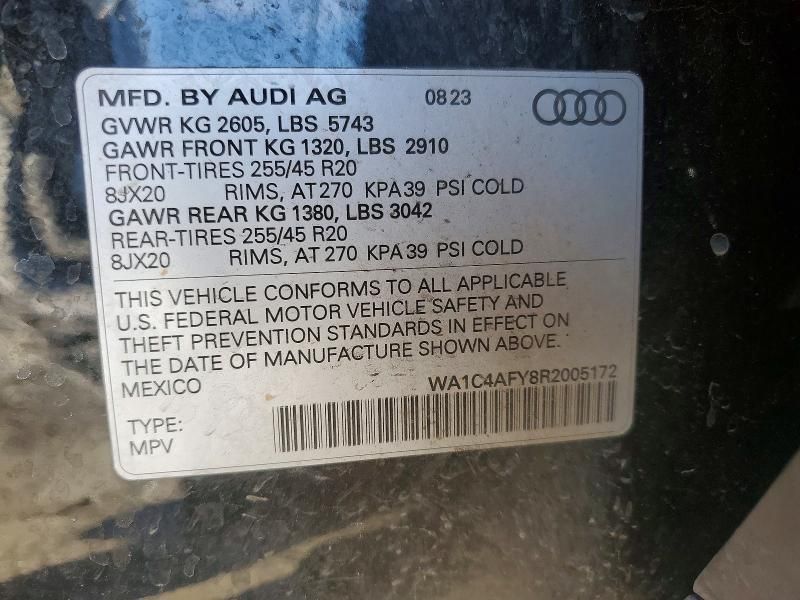 MFD. BY AUDI AG 0823
GVWR KG 2605, LBS 5743
GAWR FRONT KG 1320, LBS 2910
FRONT-TIRES 255/45 R20
8JX20 RIMS, AT 270 KPA 39 PSI COLD
GAWR REAR KG 1380, LBS 3042
REAR-TIRES 255/45 R20
8JX20 RIMS, AT 270 KPA 39 PSI COLD
THIS VEHICLE CONFORMS TO ALL APPLICABLE
U.S. FEDERAL MOTOR VEHICLE SAFETY AND
THEFT PREVENTION STANDARDS IN EFFECT ON
THE DATE OF MANUFACTURE SHOWN ABOVE.
MEXICO WA1C4AFY8R2005172
TYPE:
MPV